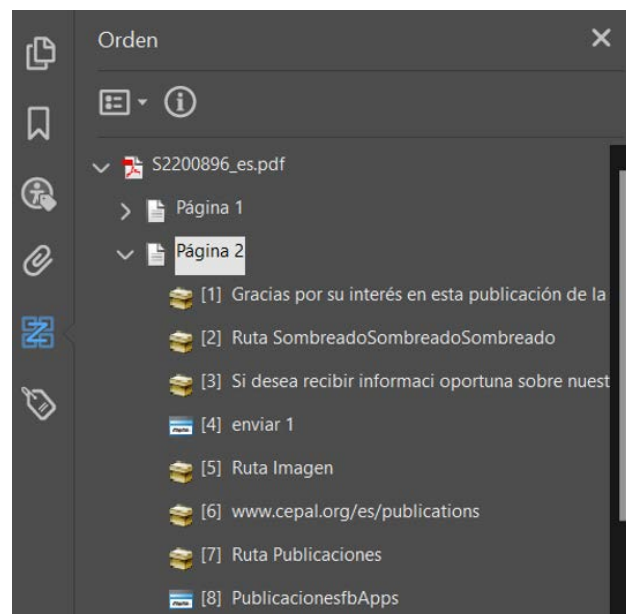 Orden
S2200896_es.pdf
Página 1
Página 2
[1] Gracias por su interés en esta publicación de la
[2] Ruta SombreadoSombreadoSombreado
[3] Si desea recibir informaci oportuna sobre nuest
[4] enviar 1
[5] Ruta Imagen
[6] www.cepal.org/es/publications
[7] Ruta Publicaciones
[8] PublicacionesfbApps